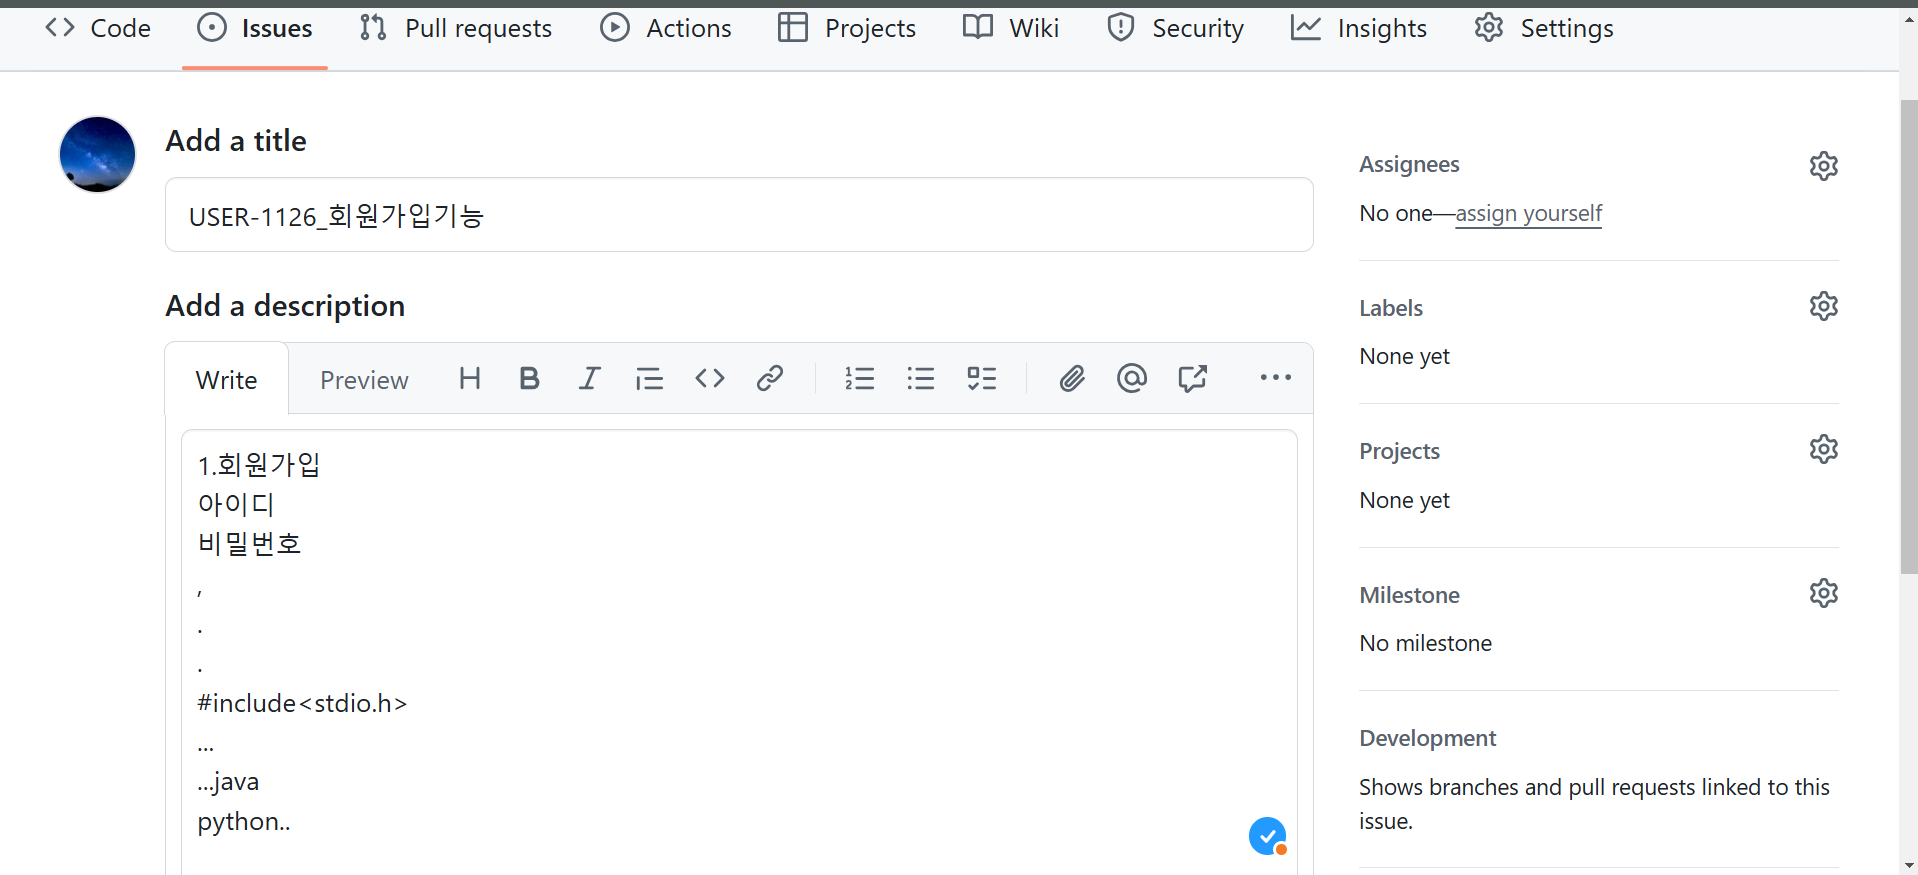 Code Issues Pull requests Actions Projects Wiki Security Insights Settings
Add a title
USER-1126_회원가입기능
Add a description
Write Preview
1.회원가입
아이디
비밀번호
,
.
.
#include<stdio.h>
...
...java
python..
Assignees
No one—assign yourself
Labels
None yet
Projects
None yet
Milestone
No milestone
Development
Shows branches and pull requests linked to this
issue.